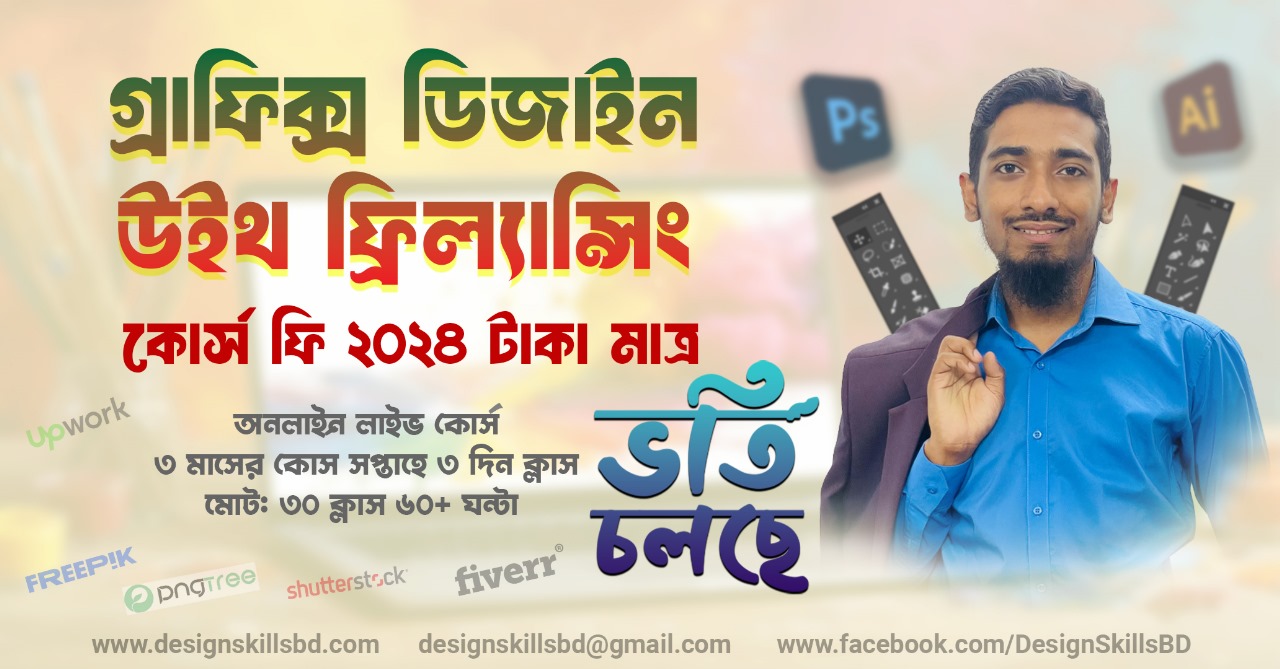 গ্রাফিক্স ডিজাইন
উইথ ফ্রিল্যান্সিং
কোর্স ফি ২০২৪ টাকা মাত্র
অনলাইন লাইভ কোর্স
৩ মাসের কোস সপ্তাহে ৩ দিন ক্লাস
মোট: ৩০ ক্লাস ৬০+ ঘন্টা
ভর্তি
চলছে
Ps
Ai
upwork
FREEPIK
pngtree
shutterstock
fiverr®
www.designskillsbd.com designskillsbd@gmail.com www.facebook.com/DesignSkillsBD